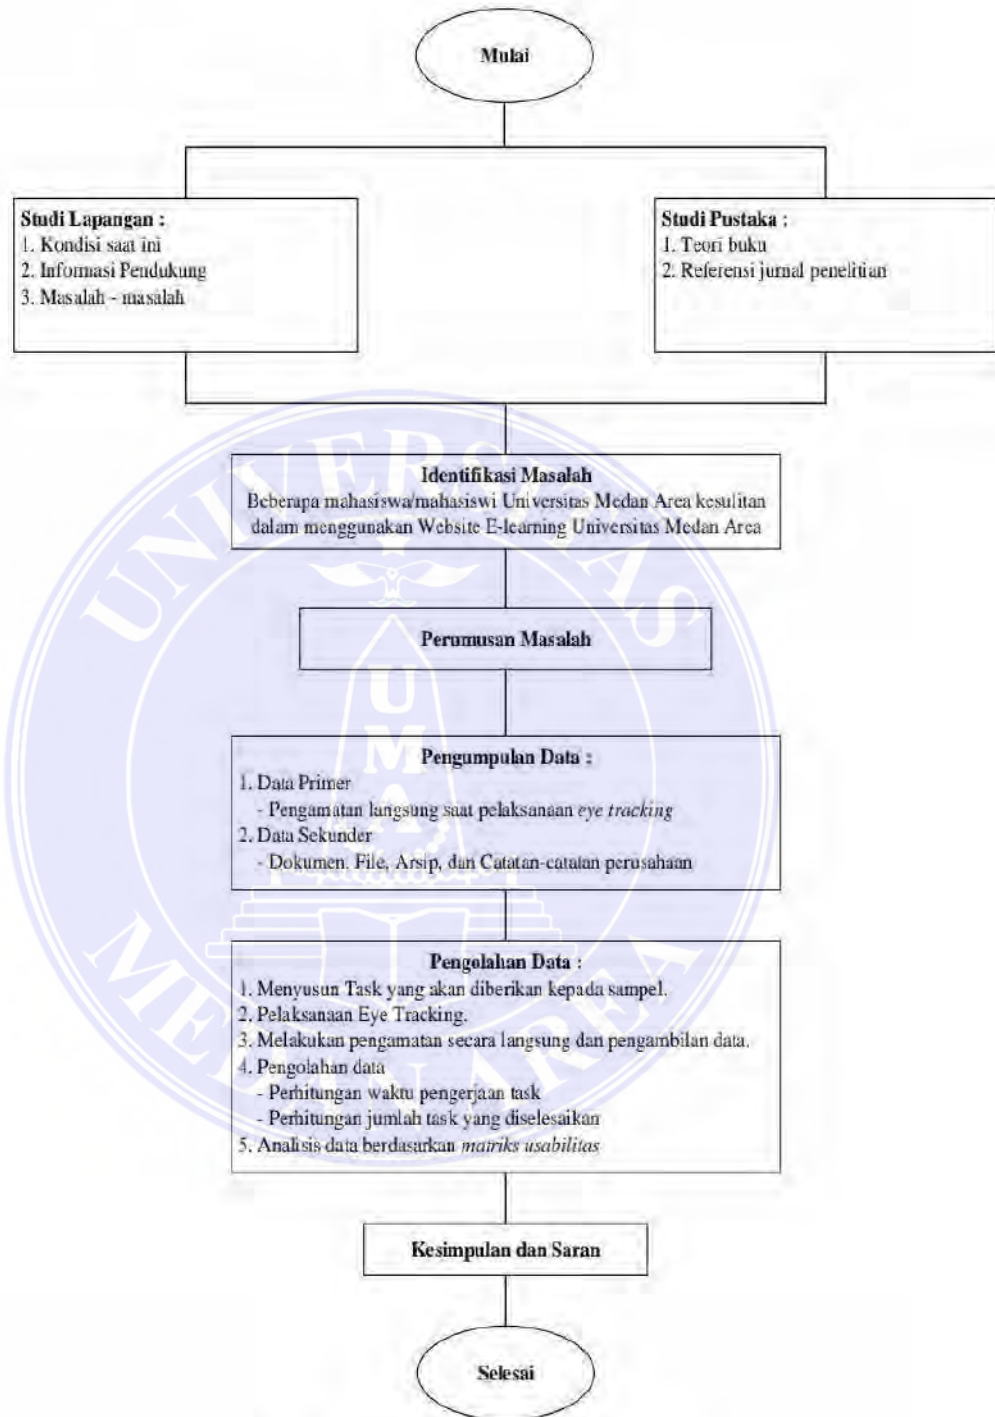 Mulai
Studi Lapangan :
1. Kondisi saat ini
2. Informasi Pendukung
3. Masalah - masalah
Studi Pustaka :
1. Teori buku
2. Referensi jurnal penelitian
Identifikasi Masalah
Beberapa mahasiswa/mahasiswi Universitas Medan Area kesulitan
dalam menggunakan Website E-learning Universitas Medan Area
Perumusan Masalah
Pengumpulan Data :
1. Data Primer
- Pengamatan langsung saat pelaksanaan eye tracking
2. Data Sekunder
- Dokumen, File, Arsip, dan Catatan-catatan perusahaan
Pengolahan Data :
1. Menyusun Task yang akan diberikan kepada sampel.
2. Pelaksanaan Eye Tracking.
3. Melakukan pengamatan secara langsung dan pengambilan data.
4. Pengolahan data
- Perhitungan waktu pengerjaan task
- Perhitungan jumlah task yang diselesaikan
5. Analisis data berdasarkan matriks usabilitas
Kesimpulan dan Saran
Selesai
UNIVERSITAS
MEDAN AREA
UMA